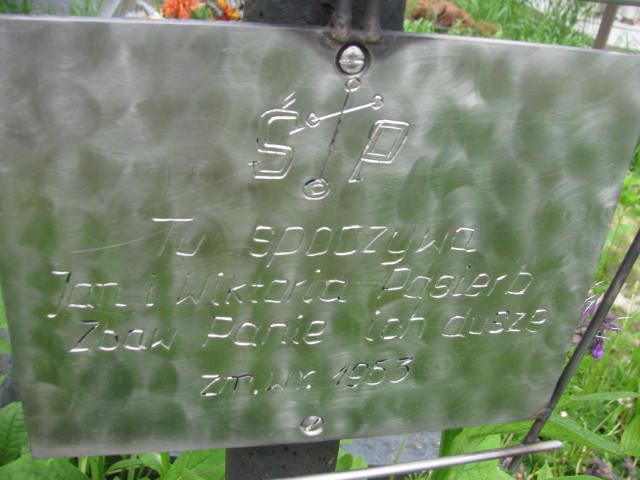 Ś P
Tu spoczywa
Jan i Wiktoria Pasierb
Zbaw Panie ich dusze
zm. w r. 1953